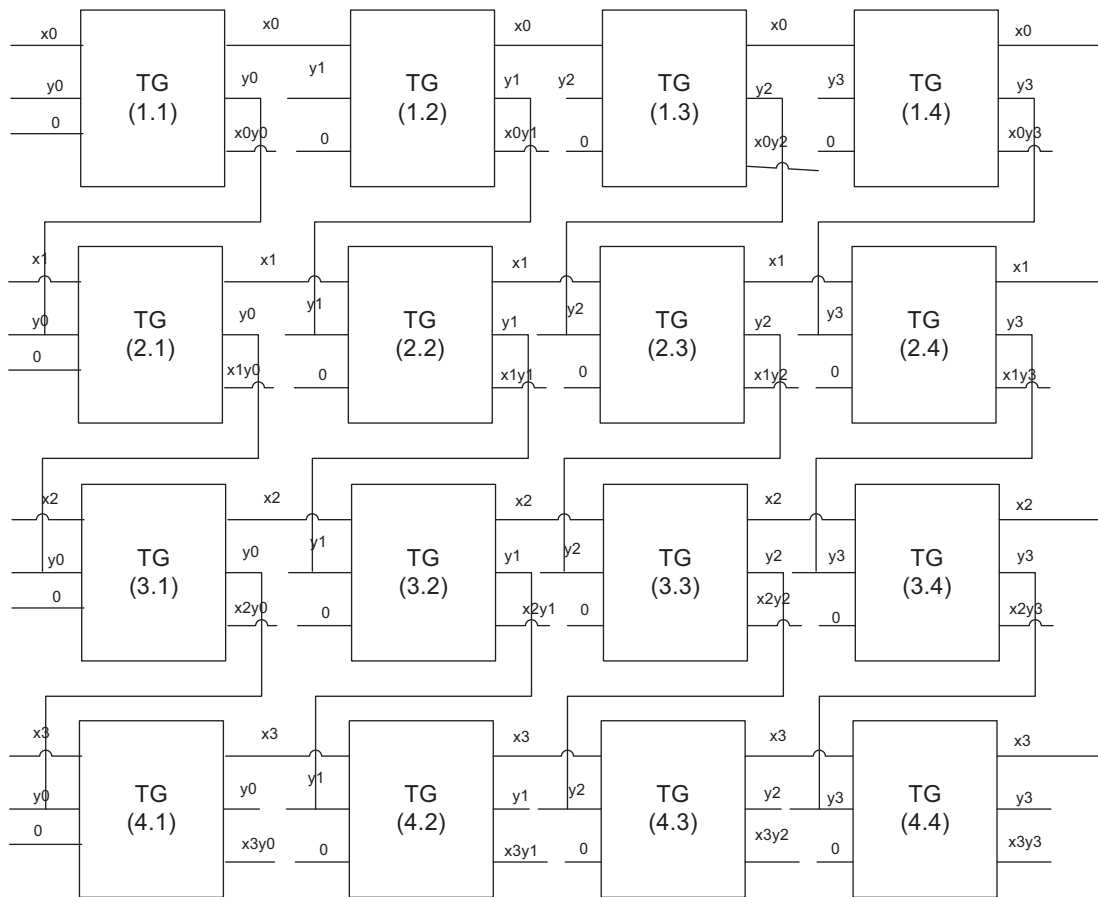 x0 x0 x0 x0 x0
TG (1.1) TG (1.2) TG (1.3) TG (1.4)
y0 y0 y1 y1 y2 y2 y3 y3
0 x0y0 0 x0y1 0 x0y2 0 x0y3
x1 x1 x1 x1 x1
TG (2.1) TG (2.2) TG (2.3) TG (2.4)
y0 y0 y1 y1 y2 y2 y3 y3
0 x1y0 0 x1y1 0 x1y2 0 x1y3
x2 x2 x2 x2 x2
TG (3.1) TG (3.2) TG (3.3) TG (3.4)
y0 y0 y1 y1 y2 y2 y3 y3
0 x2y0 0 x2y1 0 x2y2 0 x2y3
x3 x3 x3 x3 x3
TG (4.1) TG (4.2) TG (4.3) TG (4.4)
y0 y0 y1 y1 y2 y2 y3 y3
0 x3y0 0 x3y1 0 x3y2 0 x3y3